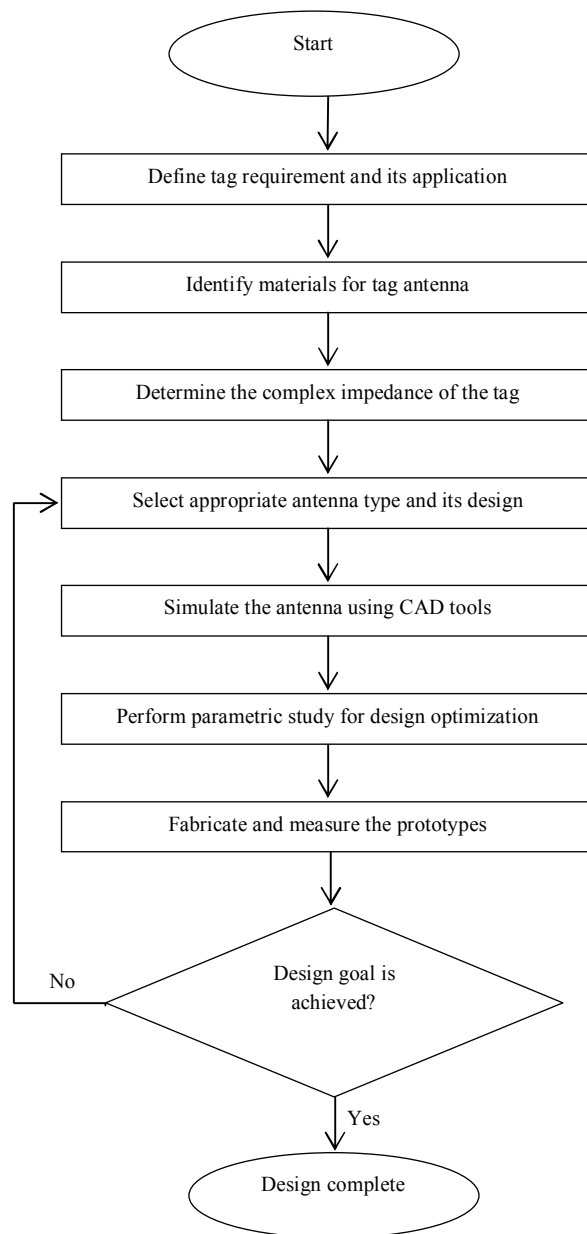 Start
Define tag requirement and its application
Identify materials for tag antenna
Determine the complex impedance of the tag
Select appropriate antenna type and its design
Simulate the antenna using CAD tools
Perform parametric study for design optimization
Fabricate and measure the prototypes
Design goal is
achieved?
No
Yes
Design complete